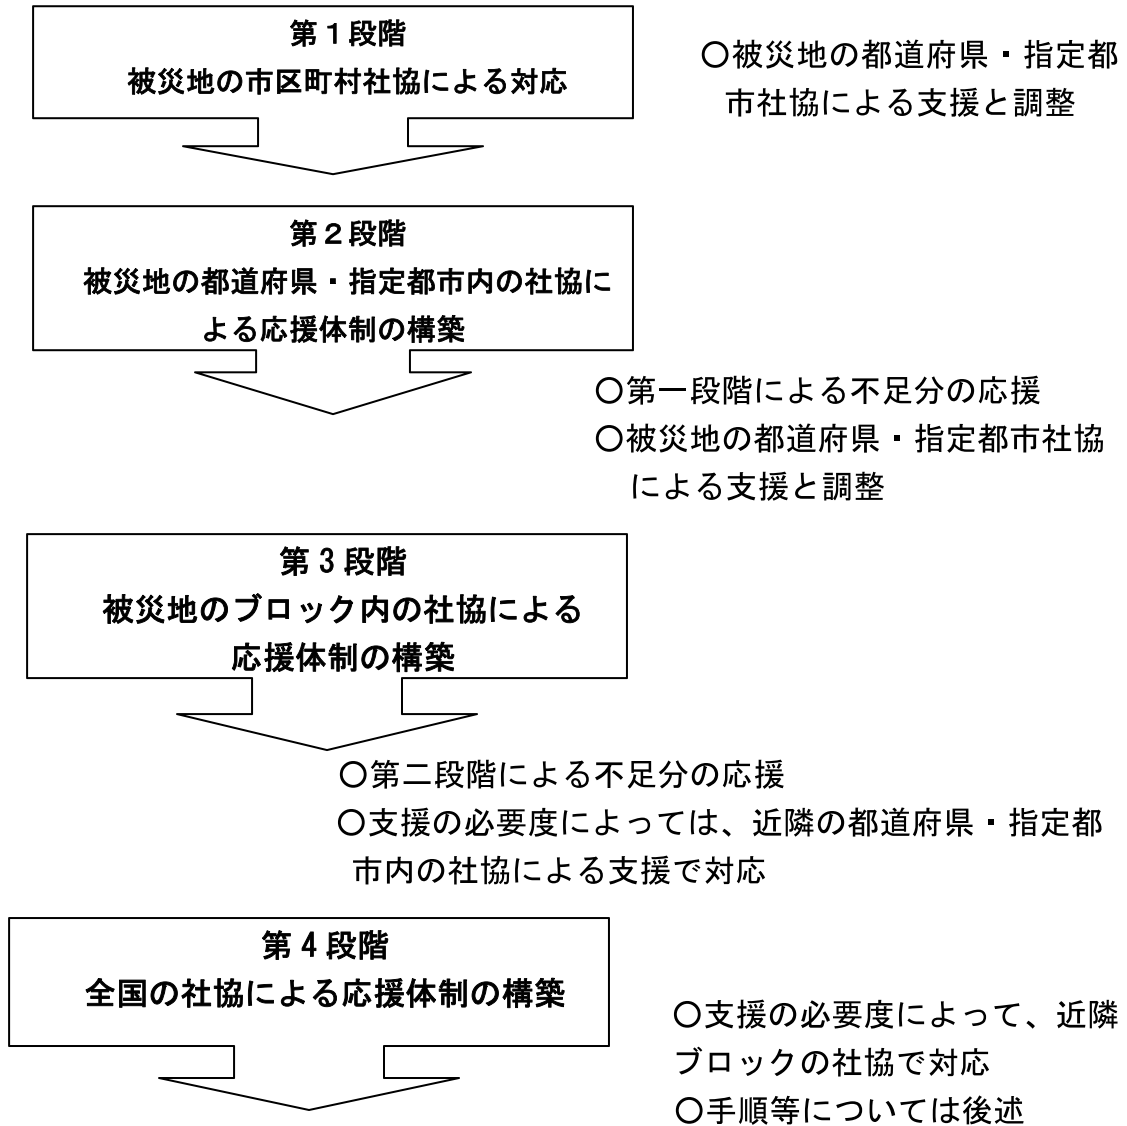 第１段階
被災地の市区町村社協による対応
○被災地の都道府県・指定都
市社協による支援と調整
第２段階
被災地の都道府県・指定都市内の社協に
よる応援体制の構築
○第一段階による不足分の応援
○被災地の都道府県・指定都市社協
による支援と調整
第３段階
被災地のブロック内の社協による
応援体制の構築
○第二段階による不足分の応援
○支援の必要度によっては、近隣の都道府県・指定都
市内の社協による支援で対応
第４段階
全国の社協による応援体制の構築
○支援の必要度によって、近隣
ブロックの社協で対応
○手順等については後述